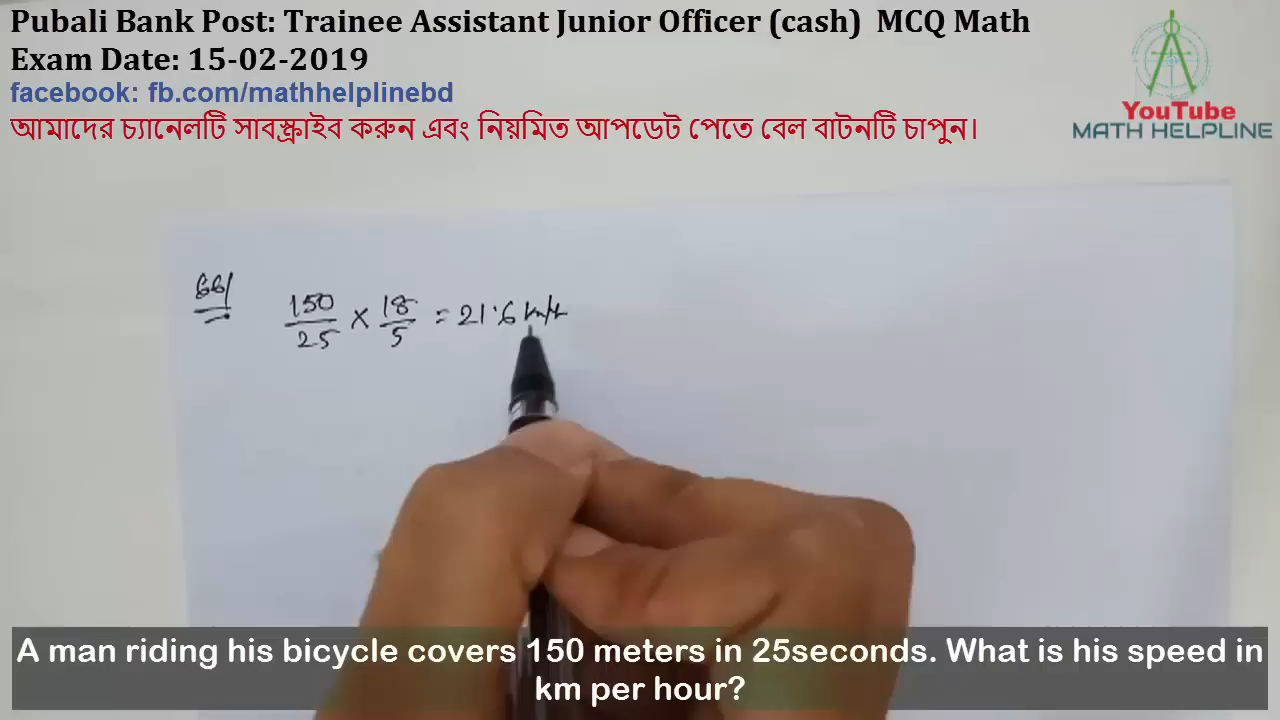 Pubali Bank Post: Trainee Assistant Junior Officer (cash) MCQ Math
Exam Date: 15-02-2019
facebook: fb.com/mathhelplinebd
আমাদের চ্যানেলটি সাবস্ক্রাইব করুন এবং নিয়মিত আপডেট পেতে বেল বাটনটি চাপুন।
YouTube
MATH HELPLINE
150/25 × 18/5 = 21.6 km/h
A man riding his bicycle covers 150 meters in 25seconds. What is his speed in
km per hour?